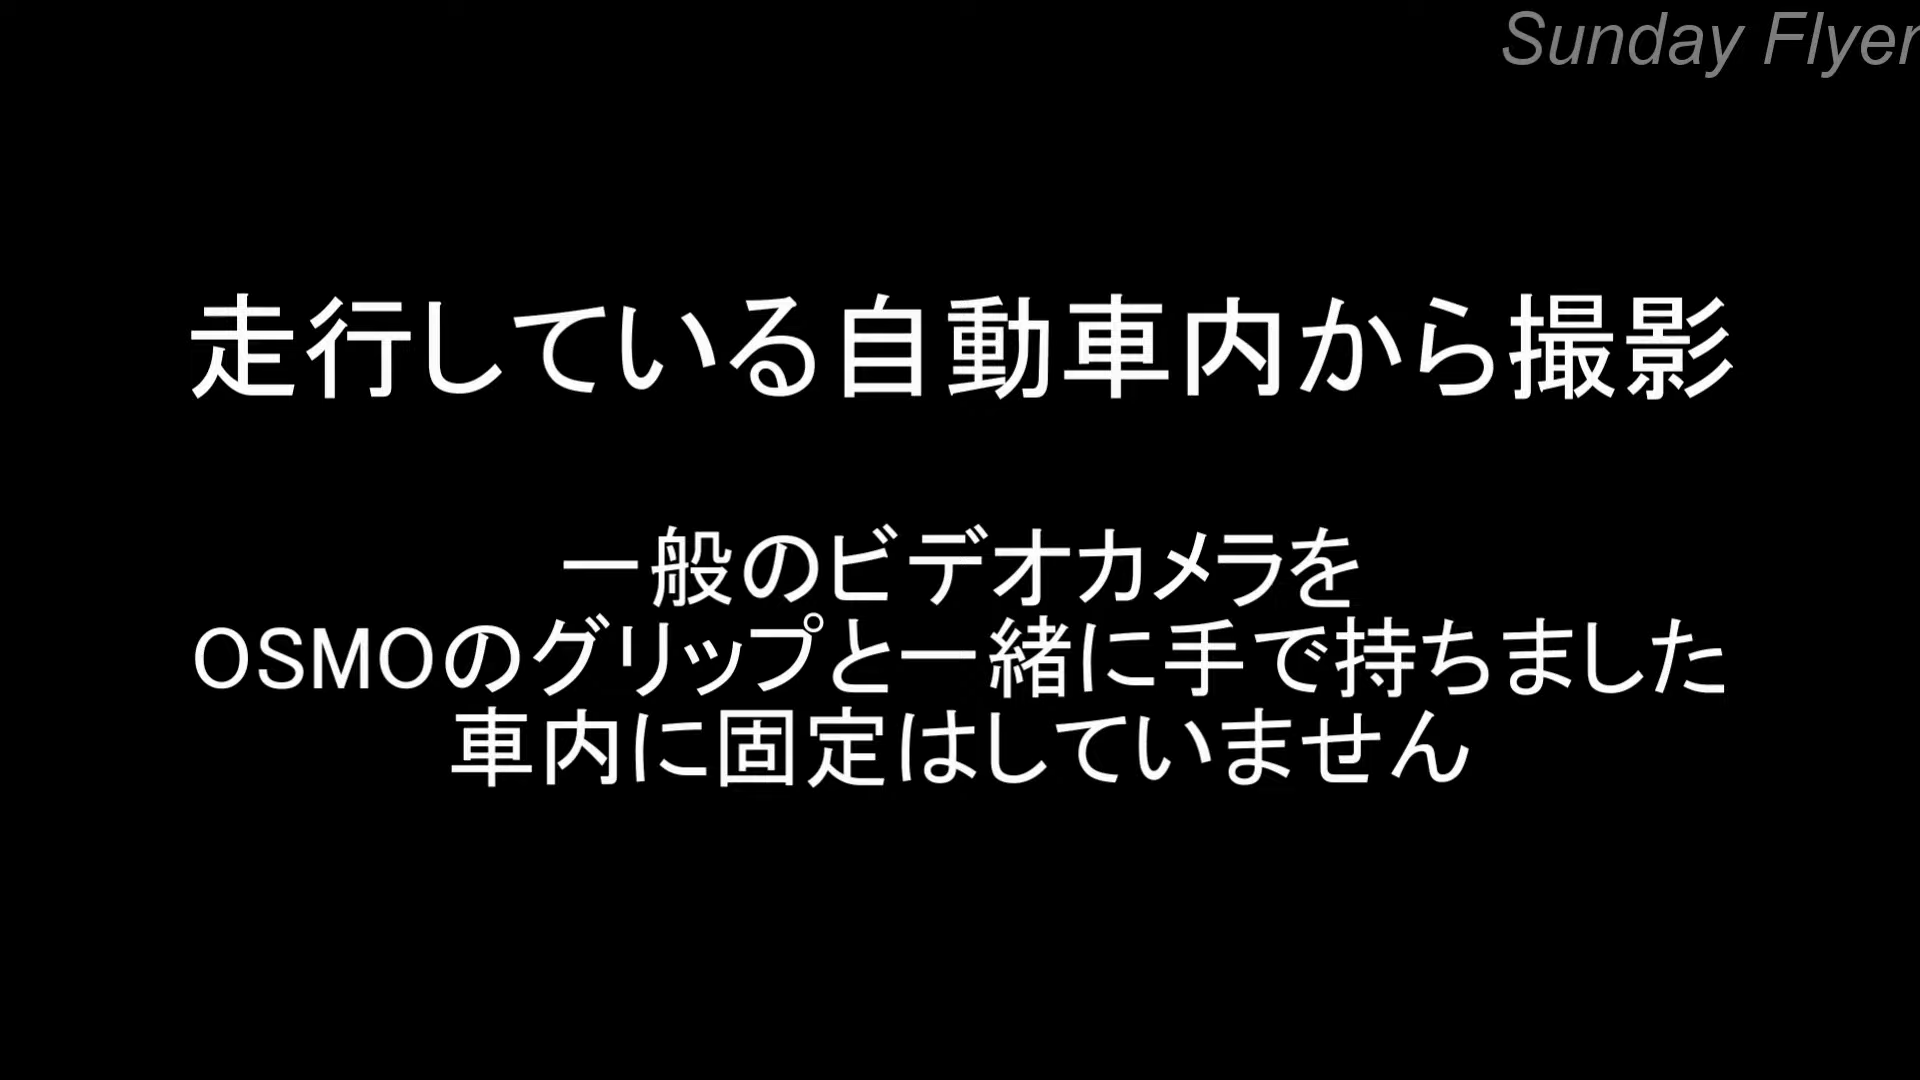 Sunday Flyer
走行している自動車内から撮影
一般のビデオカメラを
OSMOのグリップと一緒に手で持ちました
車内に固定はしていません